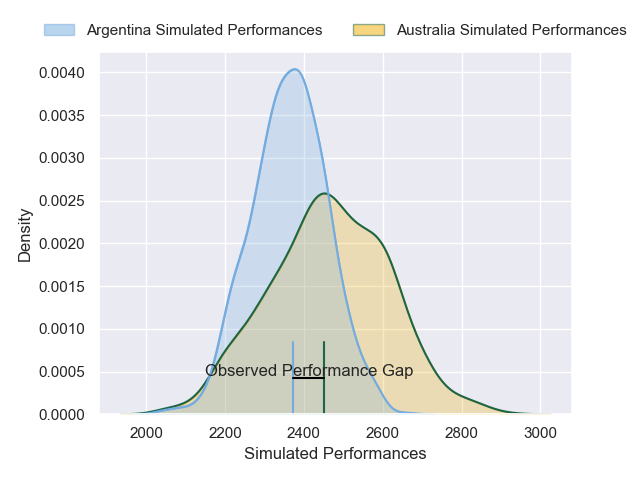 Argentina Simulated Performances
Australia Simulated Performances
0.0040
0.0035
0.0030
0.0025
0.0020
0.0015
0.0010
0.0005
0.0000
Density
Observed Performance Gap
2000 2200 2400 2600 2800 3000
Simulated Performances